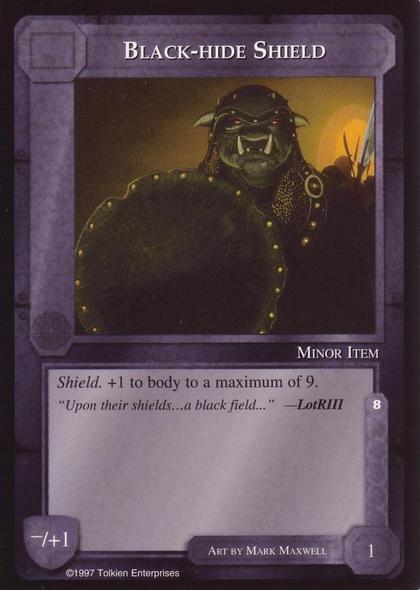 BLACK-HIDE SHIELD
MINOR ITEM
Shield. +1 to body to a maximum of 9.
“Upon their shields...a black field...” —LotRIII
8
–/+1
ART BY MARK MAXWELL
1
©1997 Tolkien Enterprises